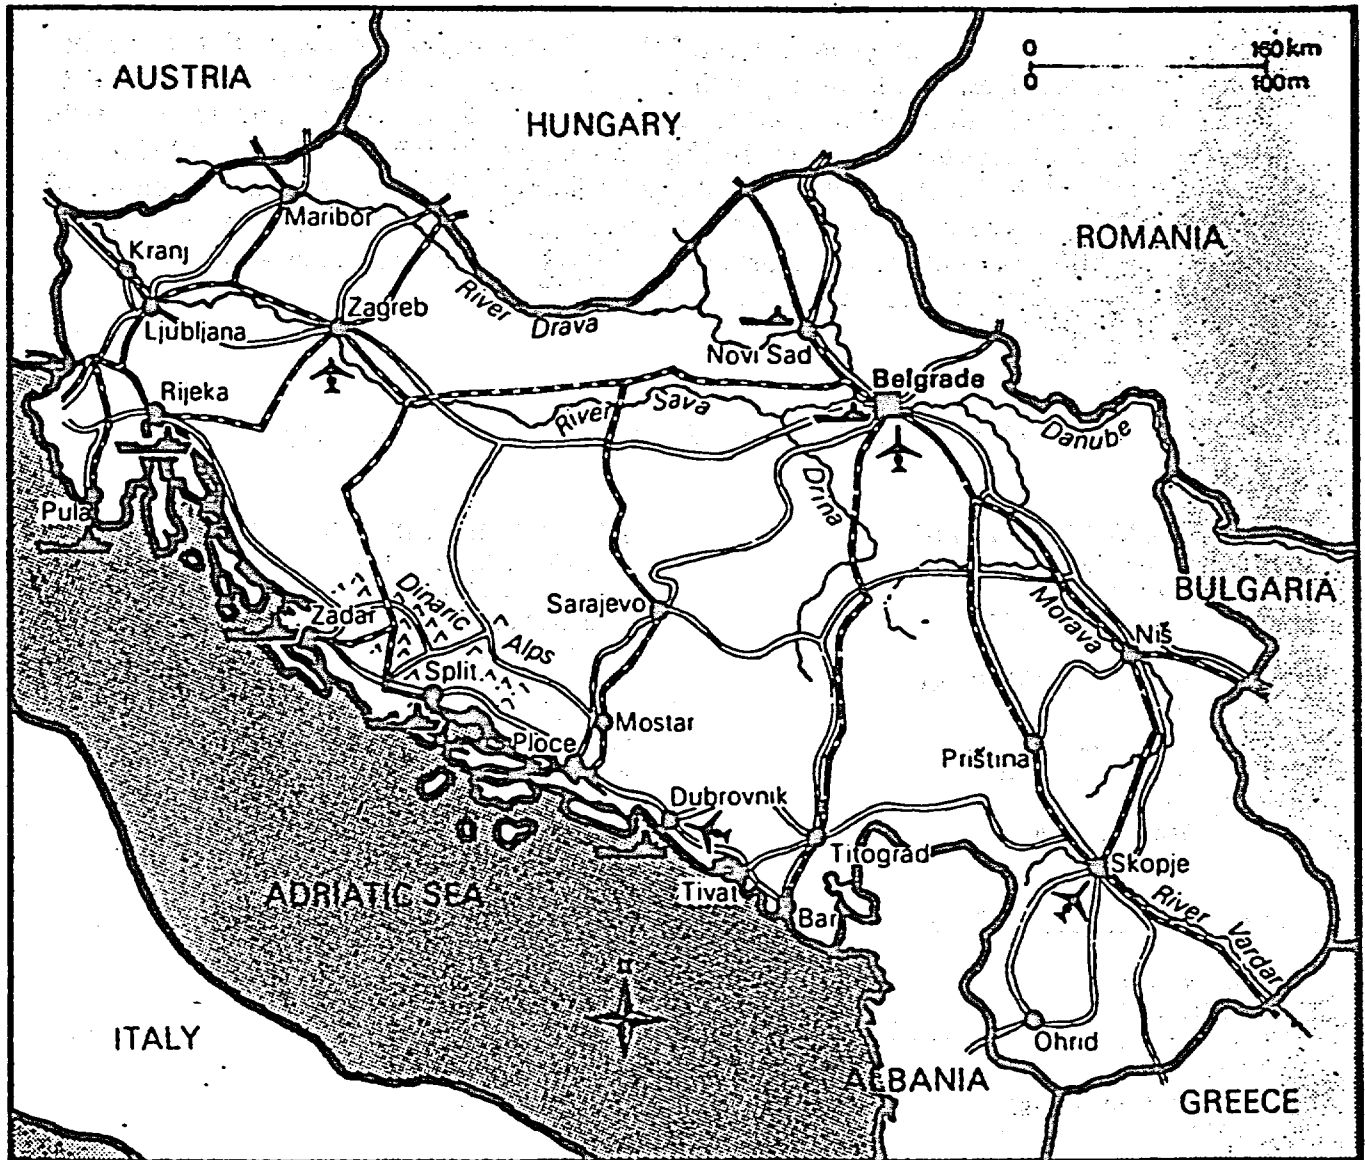 0 160 km
0 100m
AUSTRIA
HUNGARY
ROMANIA
Maribor
Kranj
Ljubljana
Zagreb
River Drava
Novi Sad
Rijeka
Belgrade
River Sava
Danube
Pula
Drina
BULGARIA
Zadar
Dinaric Alps
Sarajevo
Morava
Niš
Split
Mostar
Ploce
Priština
Dubrovnik
Titograd
Skopje
ADRIATIC SEA
Tivat
Bar
River Vardar
ITALY
Ohrid
ALBANIA
GREECE